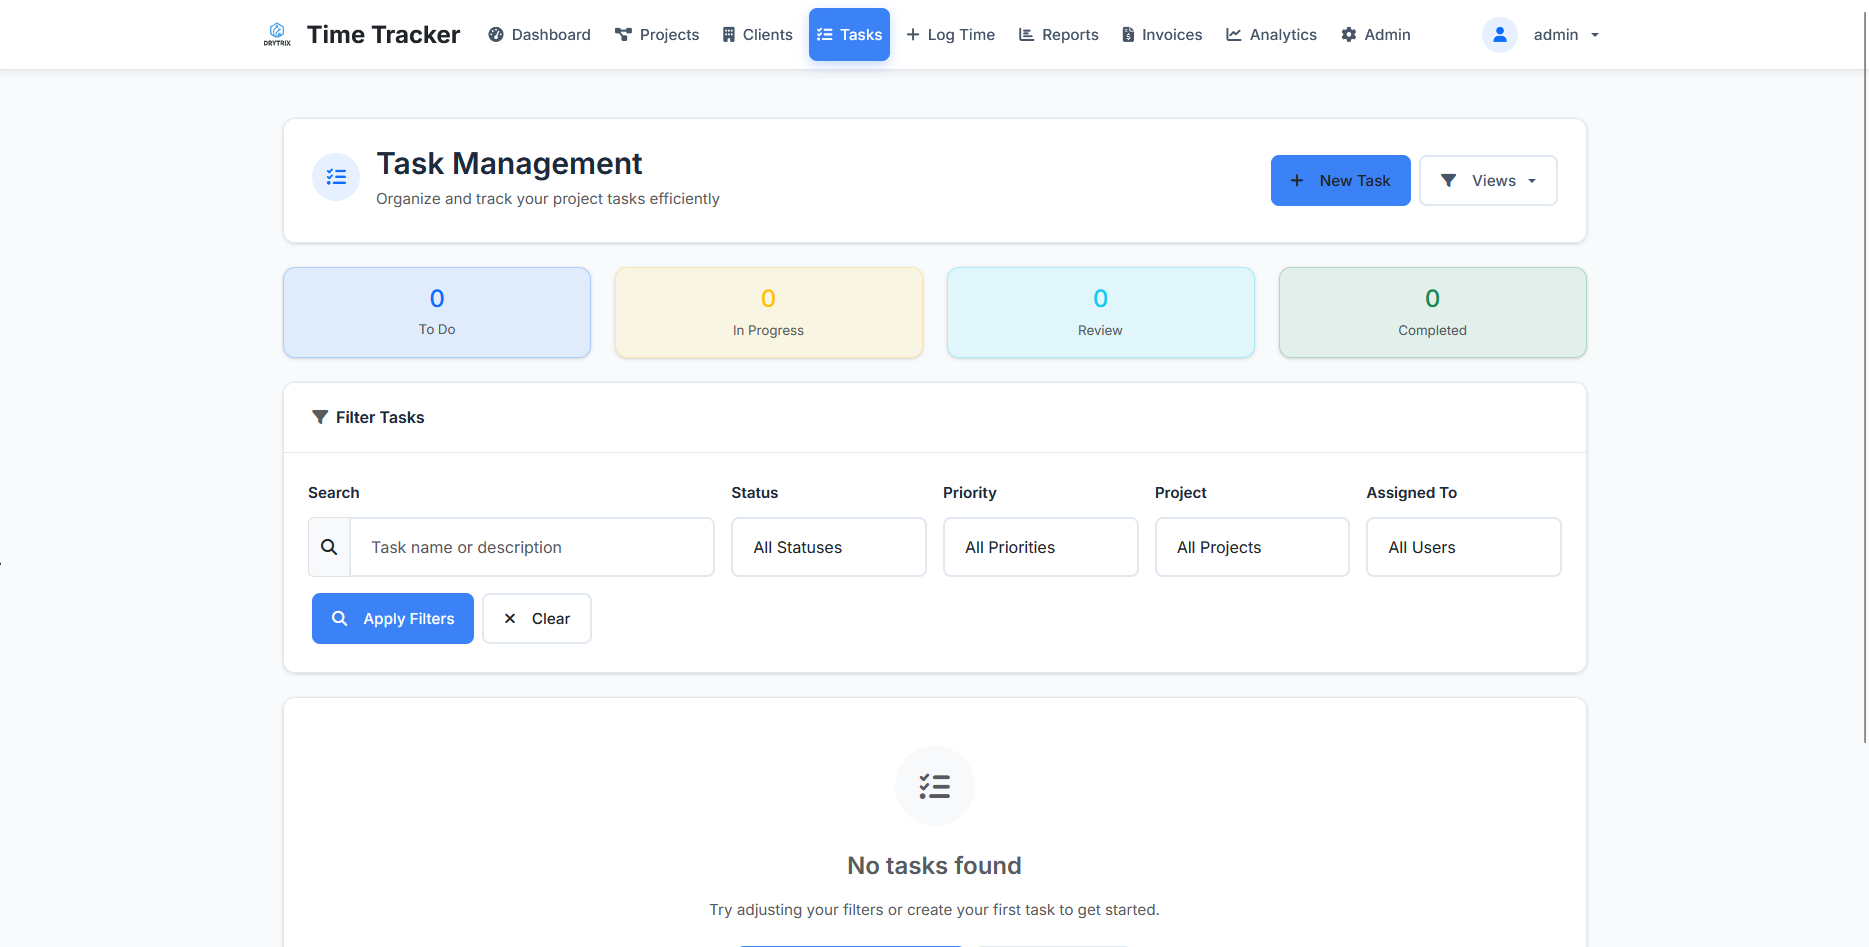 DRYTRIX
Time Tracker
Dashboard
Projects
Clients
Tasks
Log Time
Reports
Invoices
Analytics
Admin
admin
Task Management
Organize and track your project tasks efficiently
New Task
Views
0
To Do
0
In Progress
0
Review
0
Completed
Filter Tasks
Search
Status
Priority
Project
Assigned To
Task name or description
All Statuses
All Priorities
All Projects
All Users
Apply Filters
Clear
No tasks found
Try adjusting your filters or create your first task to get started.